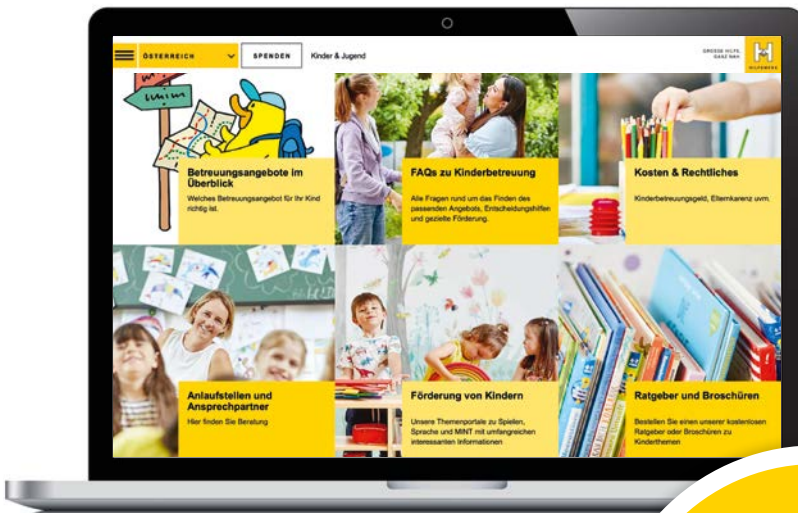 ÖSTERREICH
SPENDEN
Kinder & Jugend
GROSSE HILFE,
GANZ NAH.
HILFSWERK
Betreuungsangebote im
Überblick
Welches Betreuungsangebot für Ihr Kind
richtig ist.
FAQs zu Kinderbetreuung
Alle Fragen rund um das Finden des
passenden Angebots, Entscheidungshilfen
und gezielte Förderung.
Kosten & Rechtliches
Kinderbetreuungsgeld, Elternkarenz uvm.
Anlaufstellen und
Ansprechpartner
Hier finden Sie Beratung
Förderung von Kindern
Unsere Themenportale zu Spielen,
Sprache und MINT mit umfangreichen
interessanten Informationen
Ratgeber und Broschüren
Bestellen Sie einen unserer kostenlosen
Ratgeber oder Broschüren zu
Kinderthemen